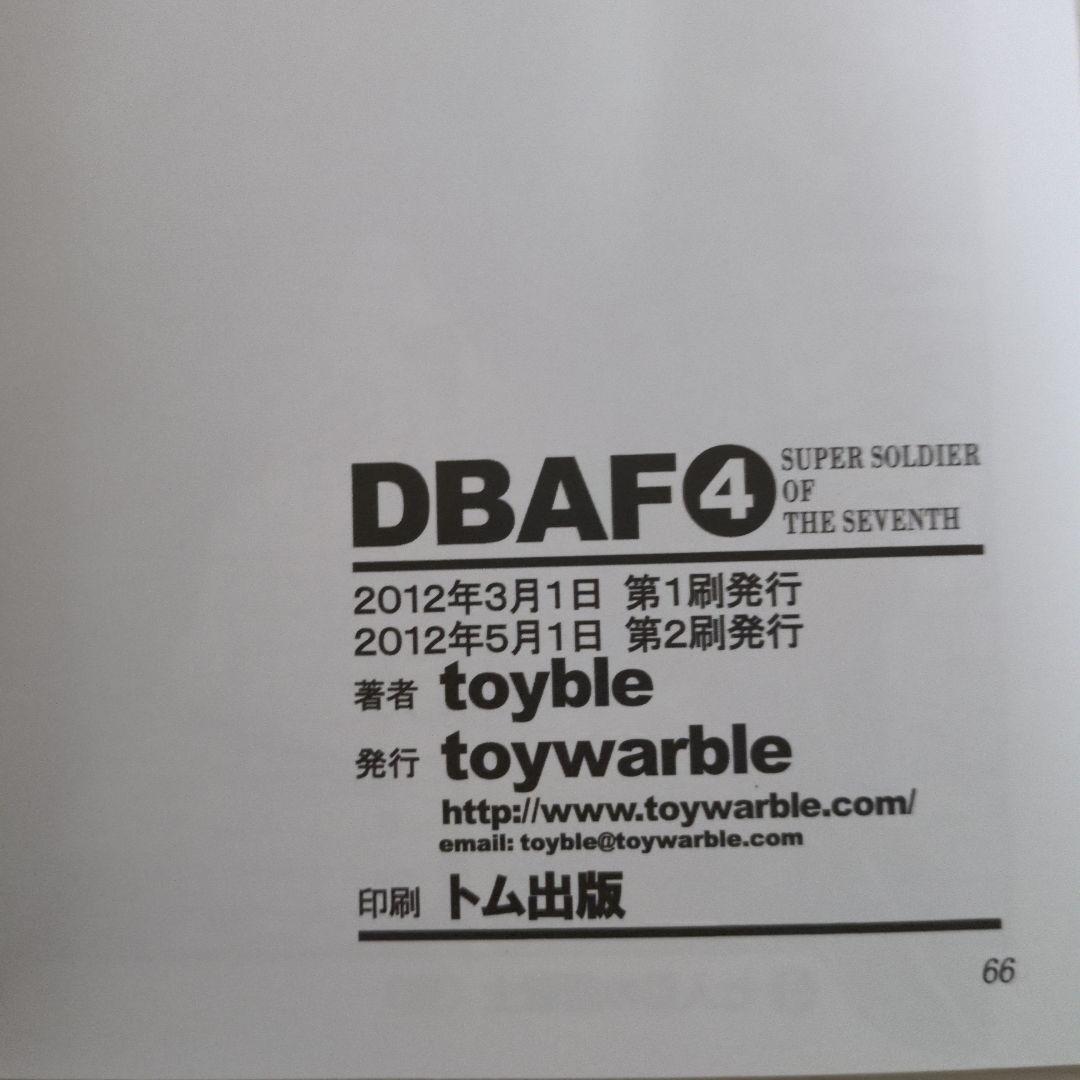 DBAF④
SUPER SOLDIER
OF
THE SEVENTH
2012年3月1日 第1刷発行
2012年5月1日 第2刷発行
著者 toyble
発行 toywarble
http://www.toywarble.com/
email: toyble@toywarble.com
印刷 トム出版
66